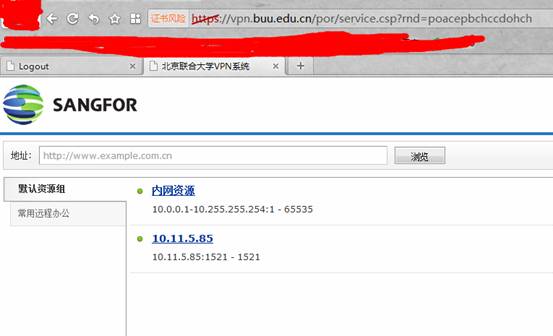 证书风险 https://vpn.buu.edu.cn/por/service.csp?rnd=poacepbchccdohch
Logout × 北京联合大学VPN系统 × +
SANGFOR
地址: http://www.example.com.cn 浏览
默认资源组
常用远程办公
内网资源
10.0.0.1-10.255.255.254:1 - 65535
10.11.5.85
10.11.5.85:1521 - 1521